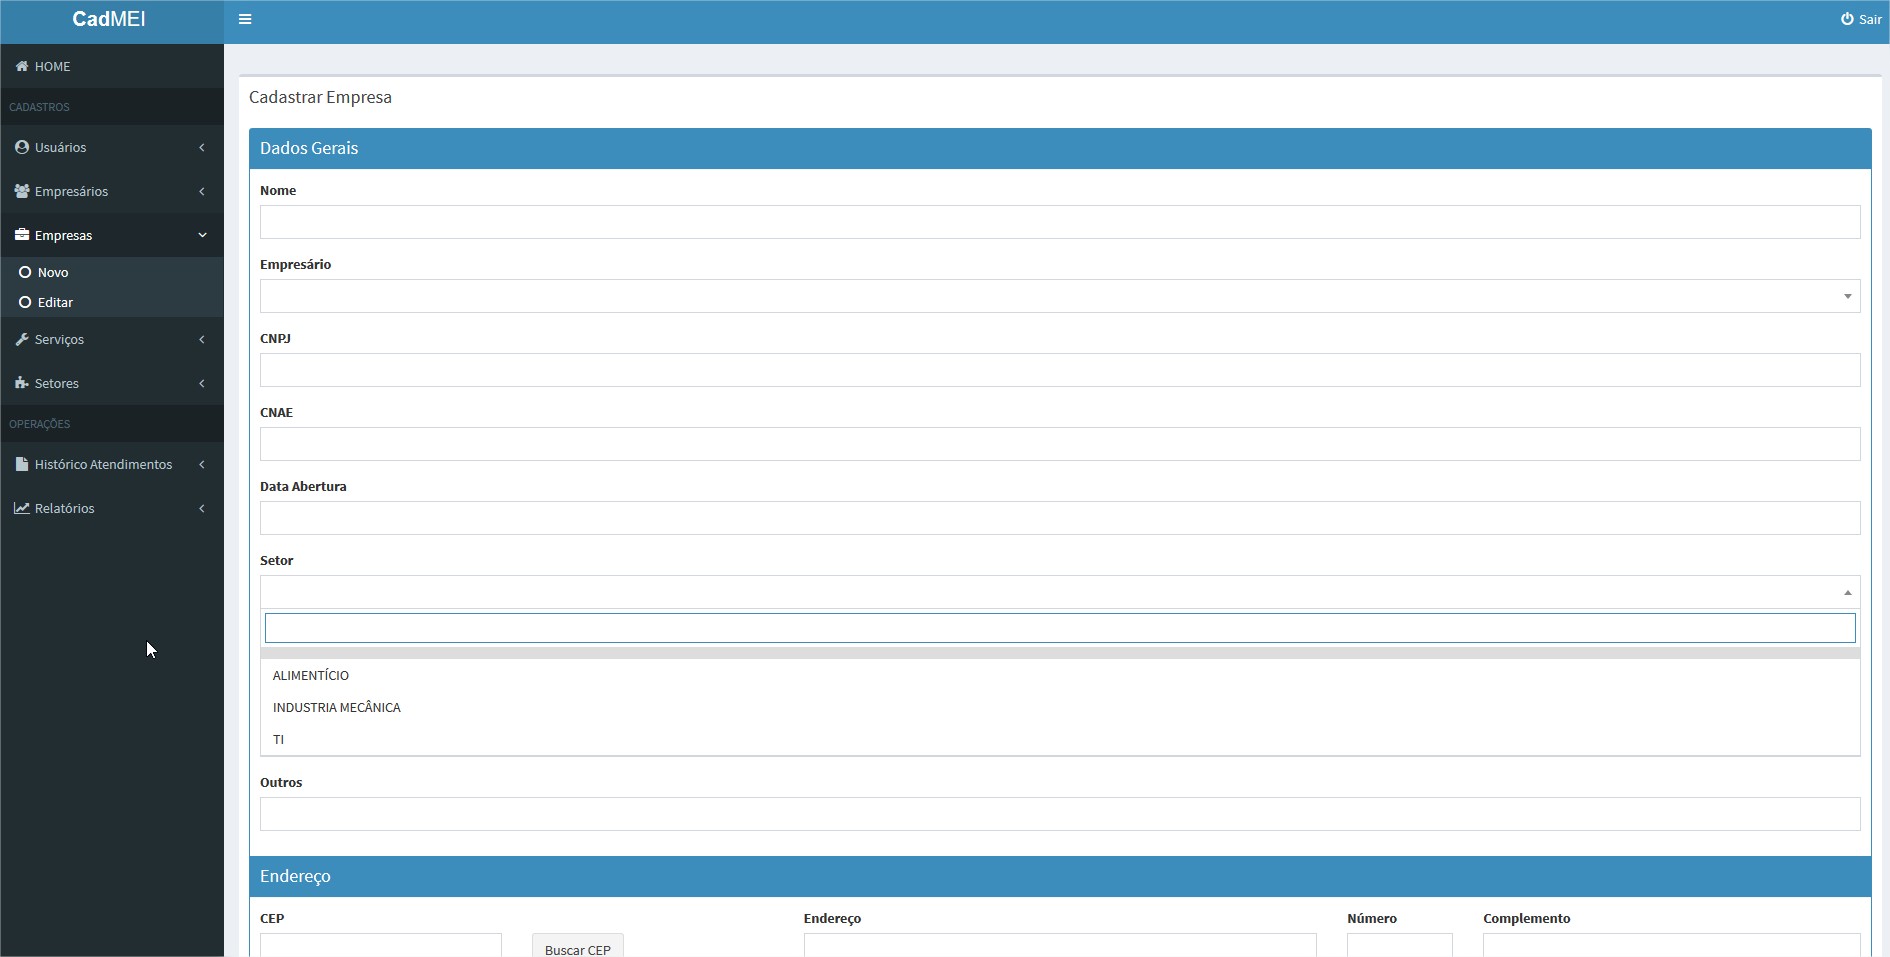 CadMEI
Sair
HOME
CADASTROS
Usuários
Empresários
Empresas
Novo
Editar
Serviços
Setores
OPERAÇÕES
Histórico Atendimentos
Relatórios
Cadastrar Empresa
Dados Gerais
Nome
Empresário
CNPJ
CNAE
Data Abertura
Setor
ALIMENTÍCIO
INDUSTRIA MECÂNICA
TI
Outros
Endereço
CEP
Endereço
Número
Complemento
Buscar CEP